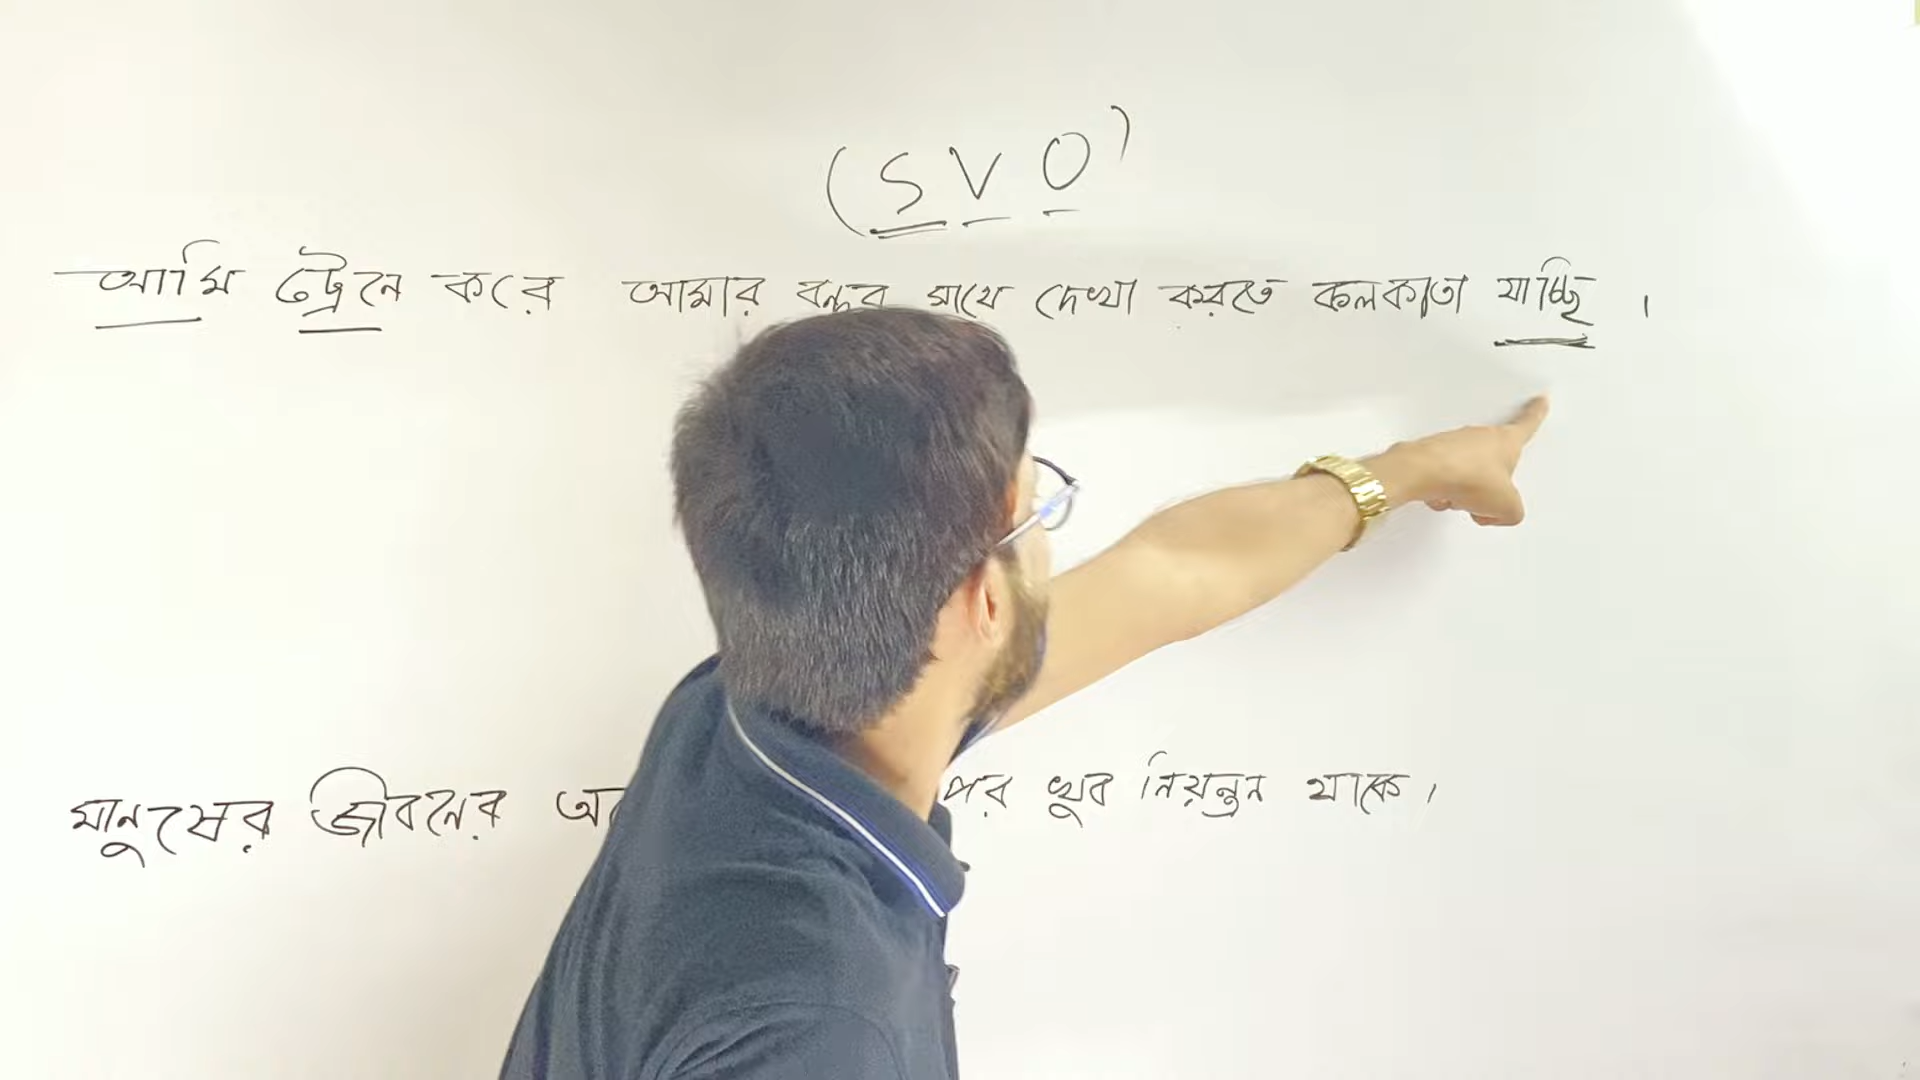 (S V O)
আমি ট্রেনে করে আমার বন্ধুর সাথে দেখা করতে কলকাতা যাচ্ছি ।
মানুষের জীবনের পর খুব নিয়ন্ত্রন থাকে।